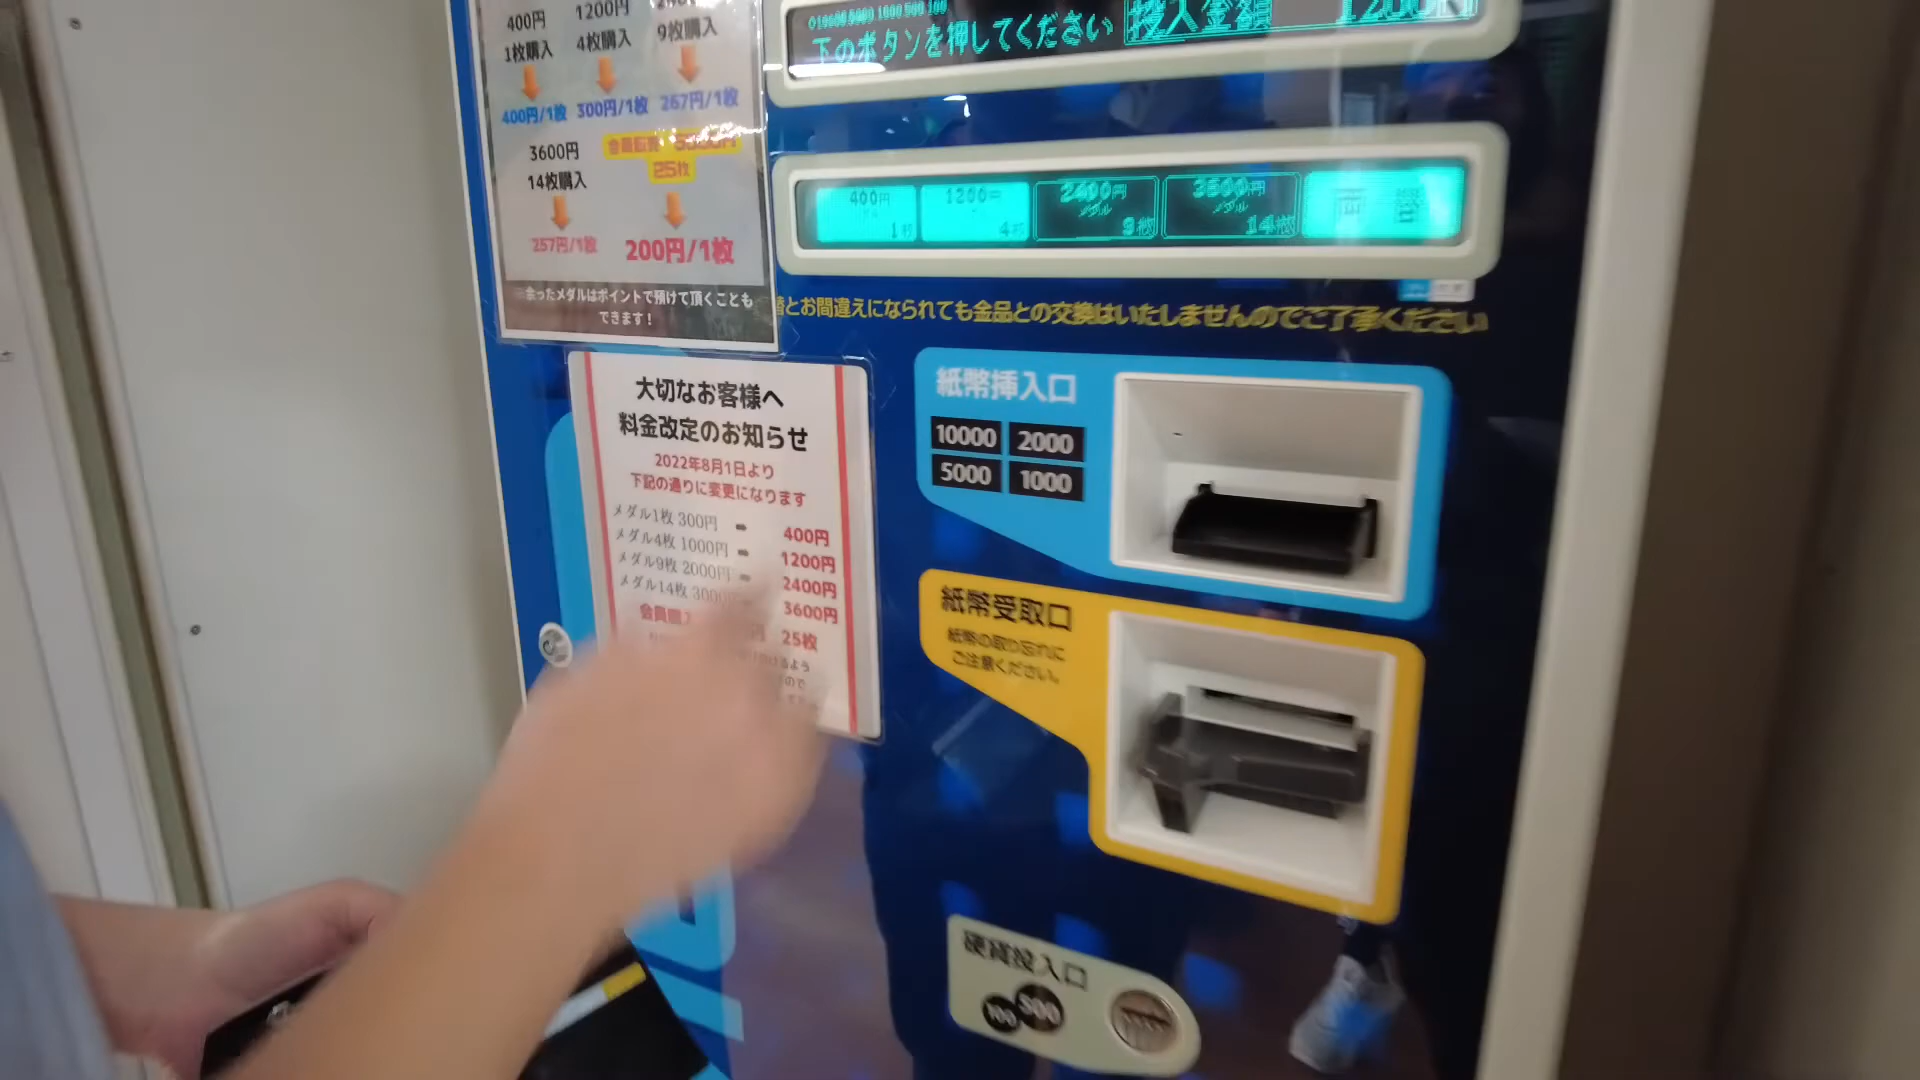 400円
1200円
1枚購入
4枚購入
9枚購入
400円/1枚
300円/1枚
267円/1枚
3600円
14枚購入
25枚
257円/1枚
200円/1枚
余ったメダルはポイントで預けて頂くことも
できます!
下のボタンを押してください
投入金額
400円
1枚
1200円
4枚
2400円
メダル
9枚
3600円
メダル
14枚
とお間違えになられても金品との交換はいたしませんのでご了承ください
大切なお客様へ
料金改定のお知らせ
2022年8月1日より
下記の通りに変更になります
メダル1枚 300円 ➡ 400円
メダル4枚 1000円 ➡ 1200円
メダル9枚 2000円 ➡ 2400円
メダル14枚 3000 3600円
会員購入 25枚
紙幣挿入口
10000 2000
5000 1000
紙幣受取口
紙幣の取り忘れに
ご注意ください。
硬貨投入口
100 500